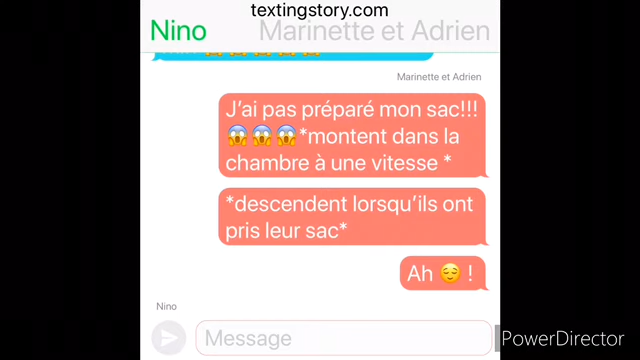 textingstory.com
Nino
Marinette et Adrien
Marinette et Adrien
J’ai pas préparé mon sac!!!
😱😱😱*montent dans la
chambre à une vitesse *
*descendent lorsqu’ils ont
pris leur sac*
Ah 😌 !
Nino
Message
PowerDirector